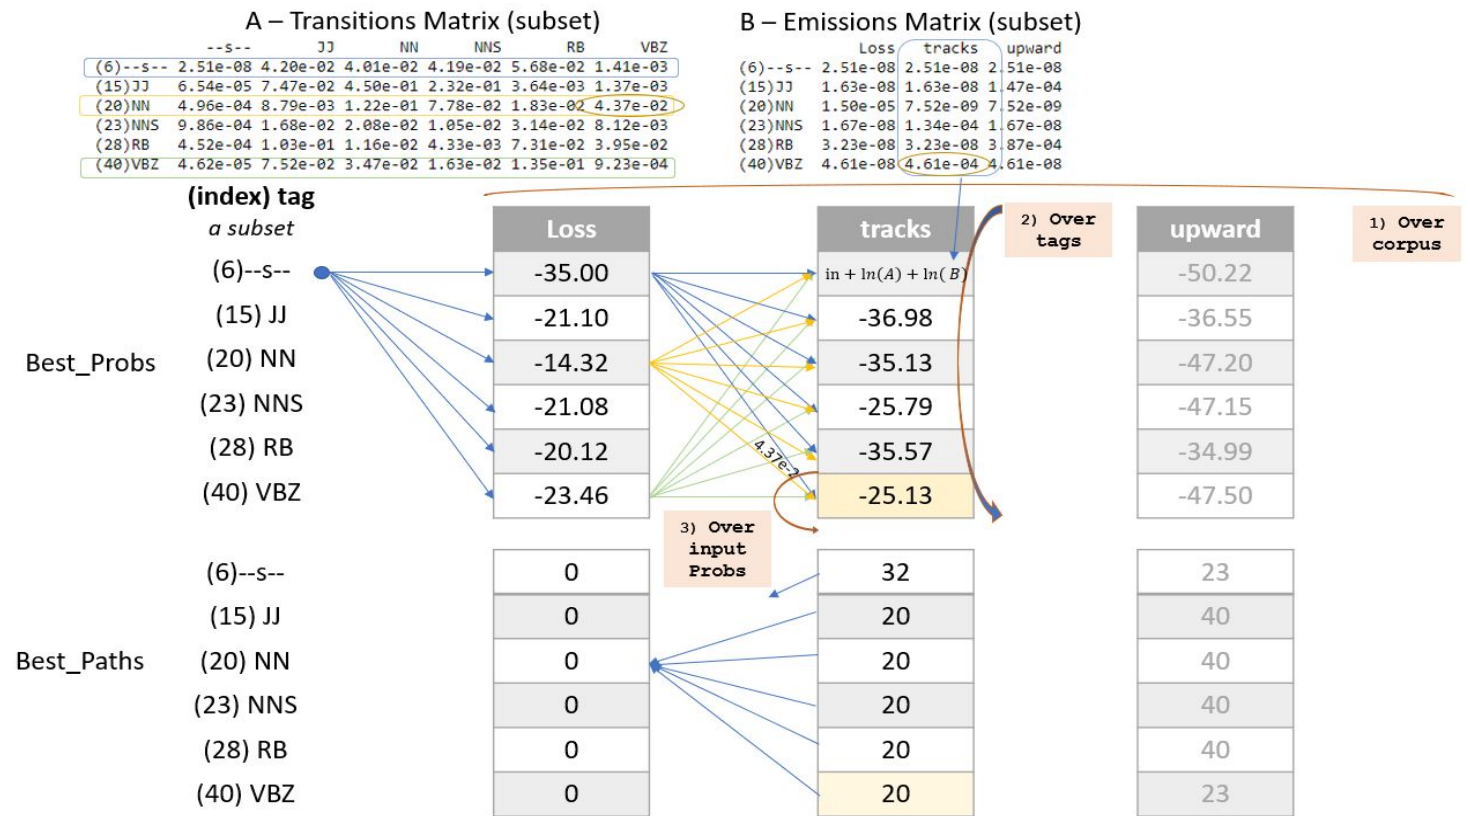 A – Transitions Matrix (subset)
--s-- JJ NN NNS RB VBZ
(6)--s-- 2.51e-08 4.20e-02 4.01e-02 4.19e-02 5.68e-02 1.41e-03
(15)JJ 6.54e-05 7.47e-02 4.50e-01 2.32e-01 3.64e-03 1.37e-03
(20)NN 4.96e-04 8.79e-03 1.22e-01 7.78e-02 1.83e-02 4.37e-02
(23)NNS 9.86e-04 1.68e-02 2.08e-02 1.05e-02 3.14e-02 8.12e-03
(28)RB 4.52e-04 1.03e-01 1.16e-02 4.33e-03 7.31e-02 3.95e-02
(40)VBZ 4.62e-05 7.52e-02 3.47e-02 1.63e-02 1.35e-01 9.23e-04
B – Emissions Matrix (subset)
Loss tracks upward
(6)--s-- 2.51e-08 2.51e-08 2.51e-08
(15)JJ 1.63e-08 1.63e-08 1.47e-04
(20)NN 1.50e-05 7.52e-09 7.52e-09
(23)NNS 1.67e-08 1.34e-04 1.67e-08
(28)RB 3.23e-08 3.23e-08 3.87e-04
(40)VBZ 4.61e-08 4.61e-04 4.61e-08
(index) tag
a subset
Loss tracks upward
2) Over
tags
1) Over
corpus
(6)--s-- -35.00 in + ln(A) + ln( B) -50.22
(15) JJ -21.10 -36.98 -36.55
Best_Probs
(20) NN -14.32 -35.13 -47.20
(23) NNS -21.08 -25.79 -47.15
(28) RB -20.12 -35.57 -34.99
4.37e-2
(40) VBZ -23.46 -25.13 -47.50
3) Over
input
Probs
(6)--s-- 0 32 23
(15) JJ 0 20 40
Best_Paths
(20) NN 0 20 40
(23) NNS 0 20 40
(28) RB 0 20 40
(40) VBZ 0 20 23